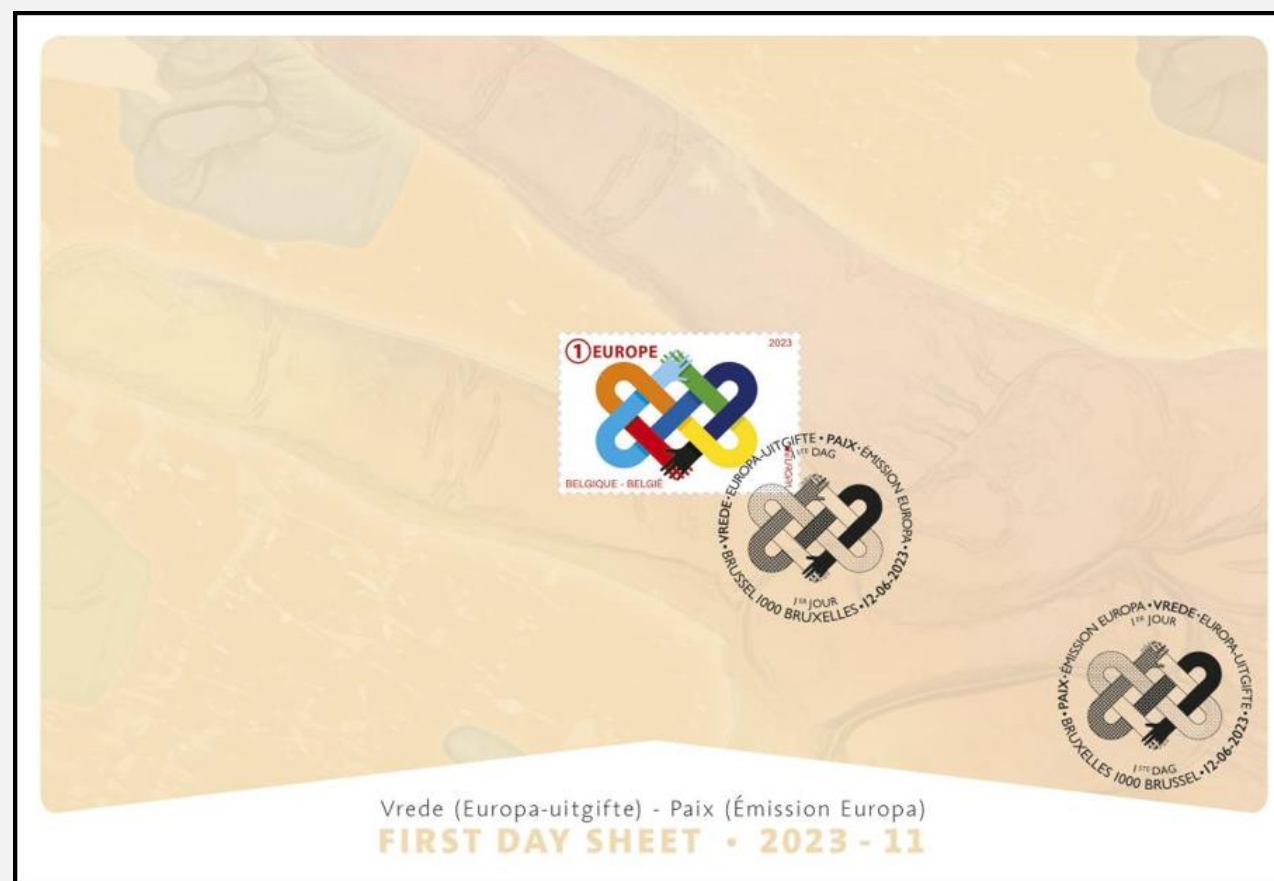 1 EUROPE
2023
BELGIQUE - BELGIË
EUROPA
• VREDE • EUROPA-UITGIFTE • PAIX • ÉMISSION EUROPA •
1STE DAG
1ER JOUR
BRUSSEL 1000 BRUXELLES • 12-06-2023 •
• PAIX • ÉMISSION EUROPA • VREDE • EUROPA-UITGIFTE •
1ER JOUR
1STE DAG
BRUXELLES 1000 BRUSSEL • 12-06-2023 •
Vrede (Europa-uitgifte) - Paix (Émission Europa)
FIRST DAY SHEET • 2023 - 11